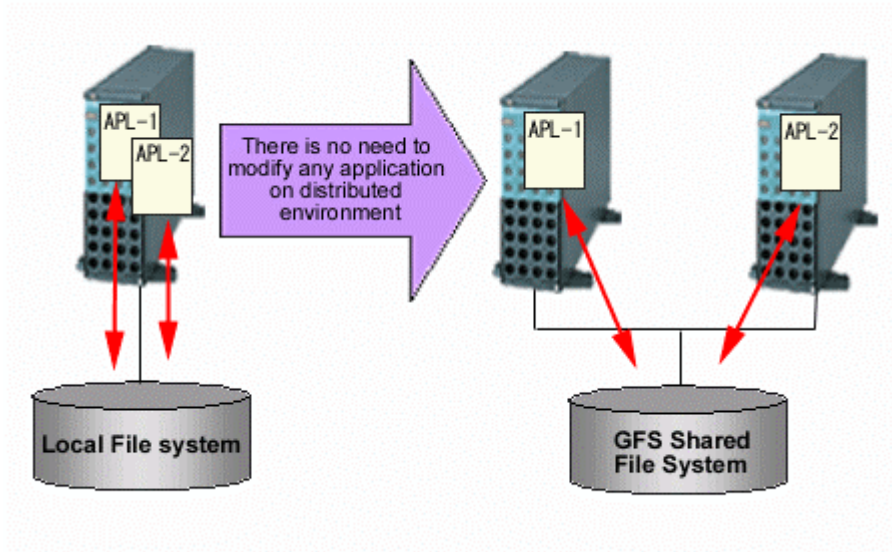 APL-1
APL-2
There is no need to
modify any application
on distributed
environment
APL-1
APL-2
Local File system
GFS Shared
File System